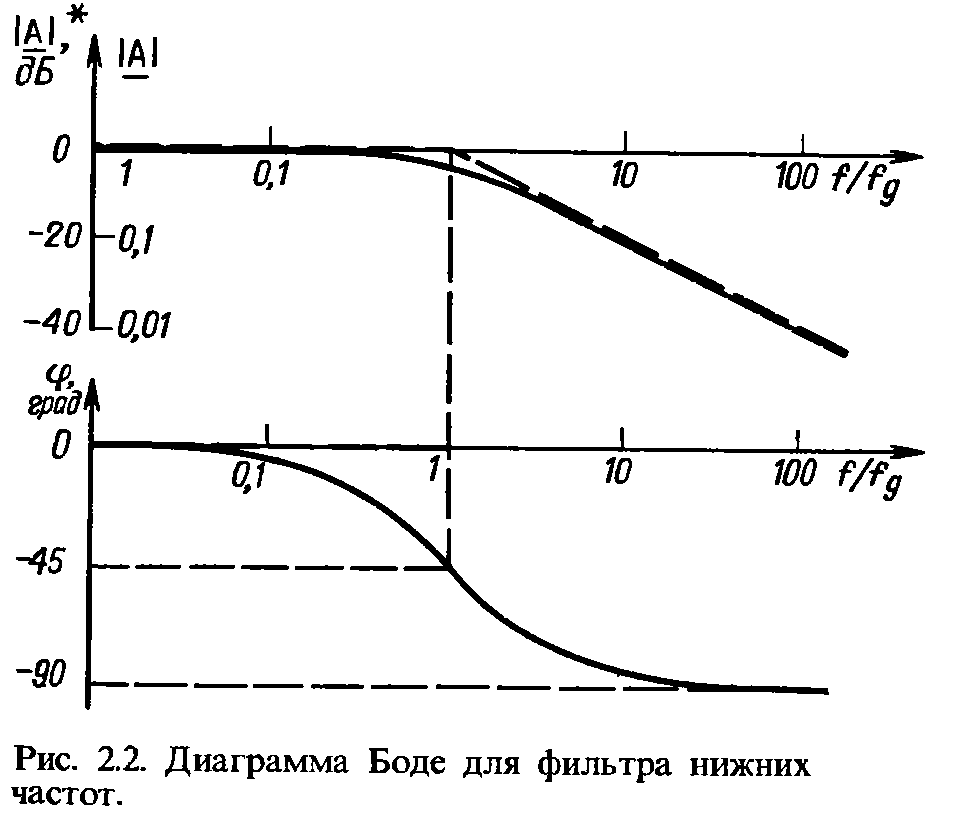 |A|,* |A|
дБ
0
1 0,1 10 100 f/fg
-20 0,1
-40 0,01
φ,
град
0
0,1 1 10 100 f/fg
-45
-90
Рис. 2.2. Диаграмма Боде для фильтра нижних
частот.